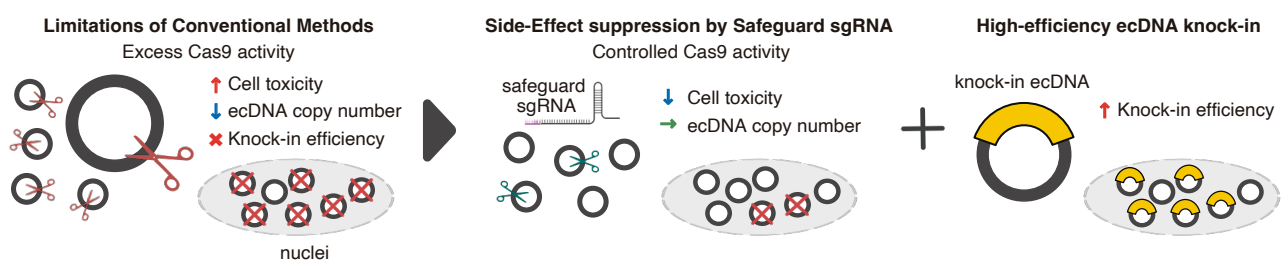 Limitations of Conventional Methods
Excess Cas9 activity
Cell toxicity
ecDNA copy number
Knock-in efficiency
nuclei
Side-Effect suppression by Safeguard sgRNA
Controlled Cas9 activity
safeguard
sgRNA
Cell toxicity
ecDNA copy number
High-efficiency ecDNA knock-in
knock-in ecDNA
Knock-in efficiency